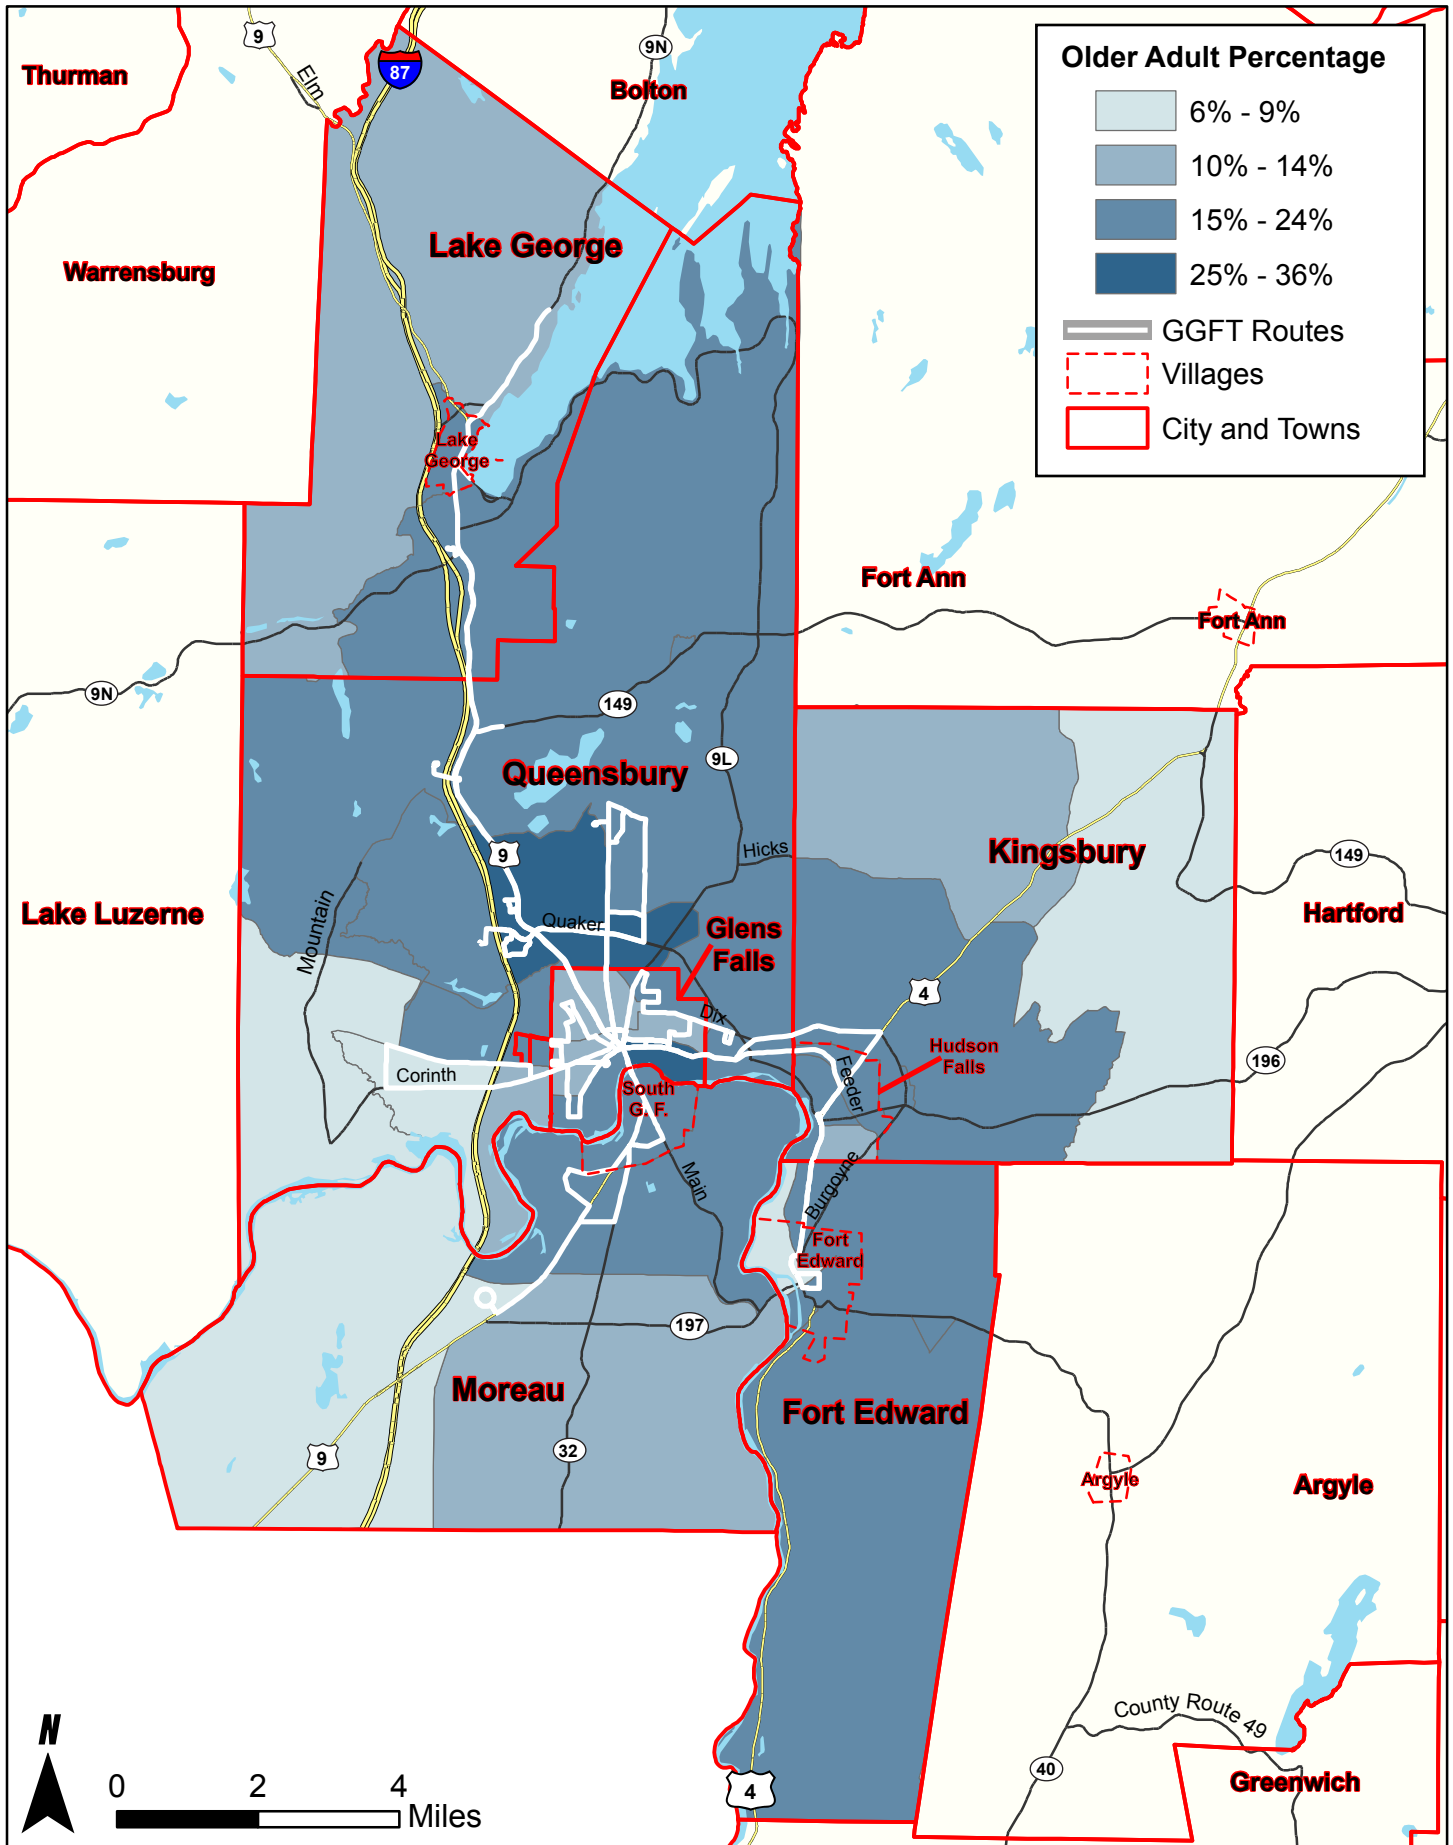 9
Elm
87
9N
Thurman
Bolton
Older Adult Percentage
6% - 9%
10% - 14%
15% - 24%
25% - 36%
GGFT Routes
Villages
City and Towns
Warrensburg
Lake George
Lake
George
Fort Ann
Fort Ann
9N
149
9L
Queensbury
Hicks
9
Kingsbury
149
Mountain
Lake Luzerne
Quaker
Glens
Falls
Hartford
4
Dix
Hudson
Falls
196
Corinth
Feeder
South
G. F.
Main
Burgoyne
Fort
Edward
197
Moreau
Fort Edward
9
32
Argyle
Argyle
County Route 49
40
Greenwich
4
N
0
2
4
Miles